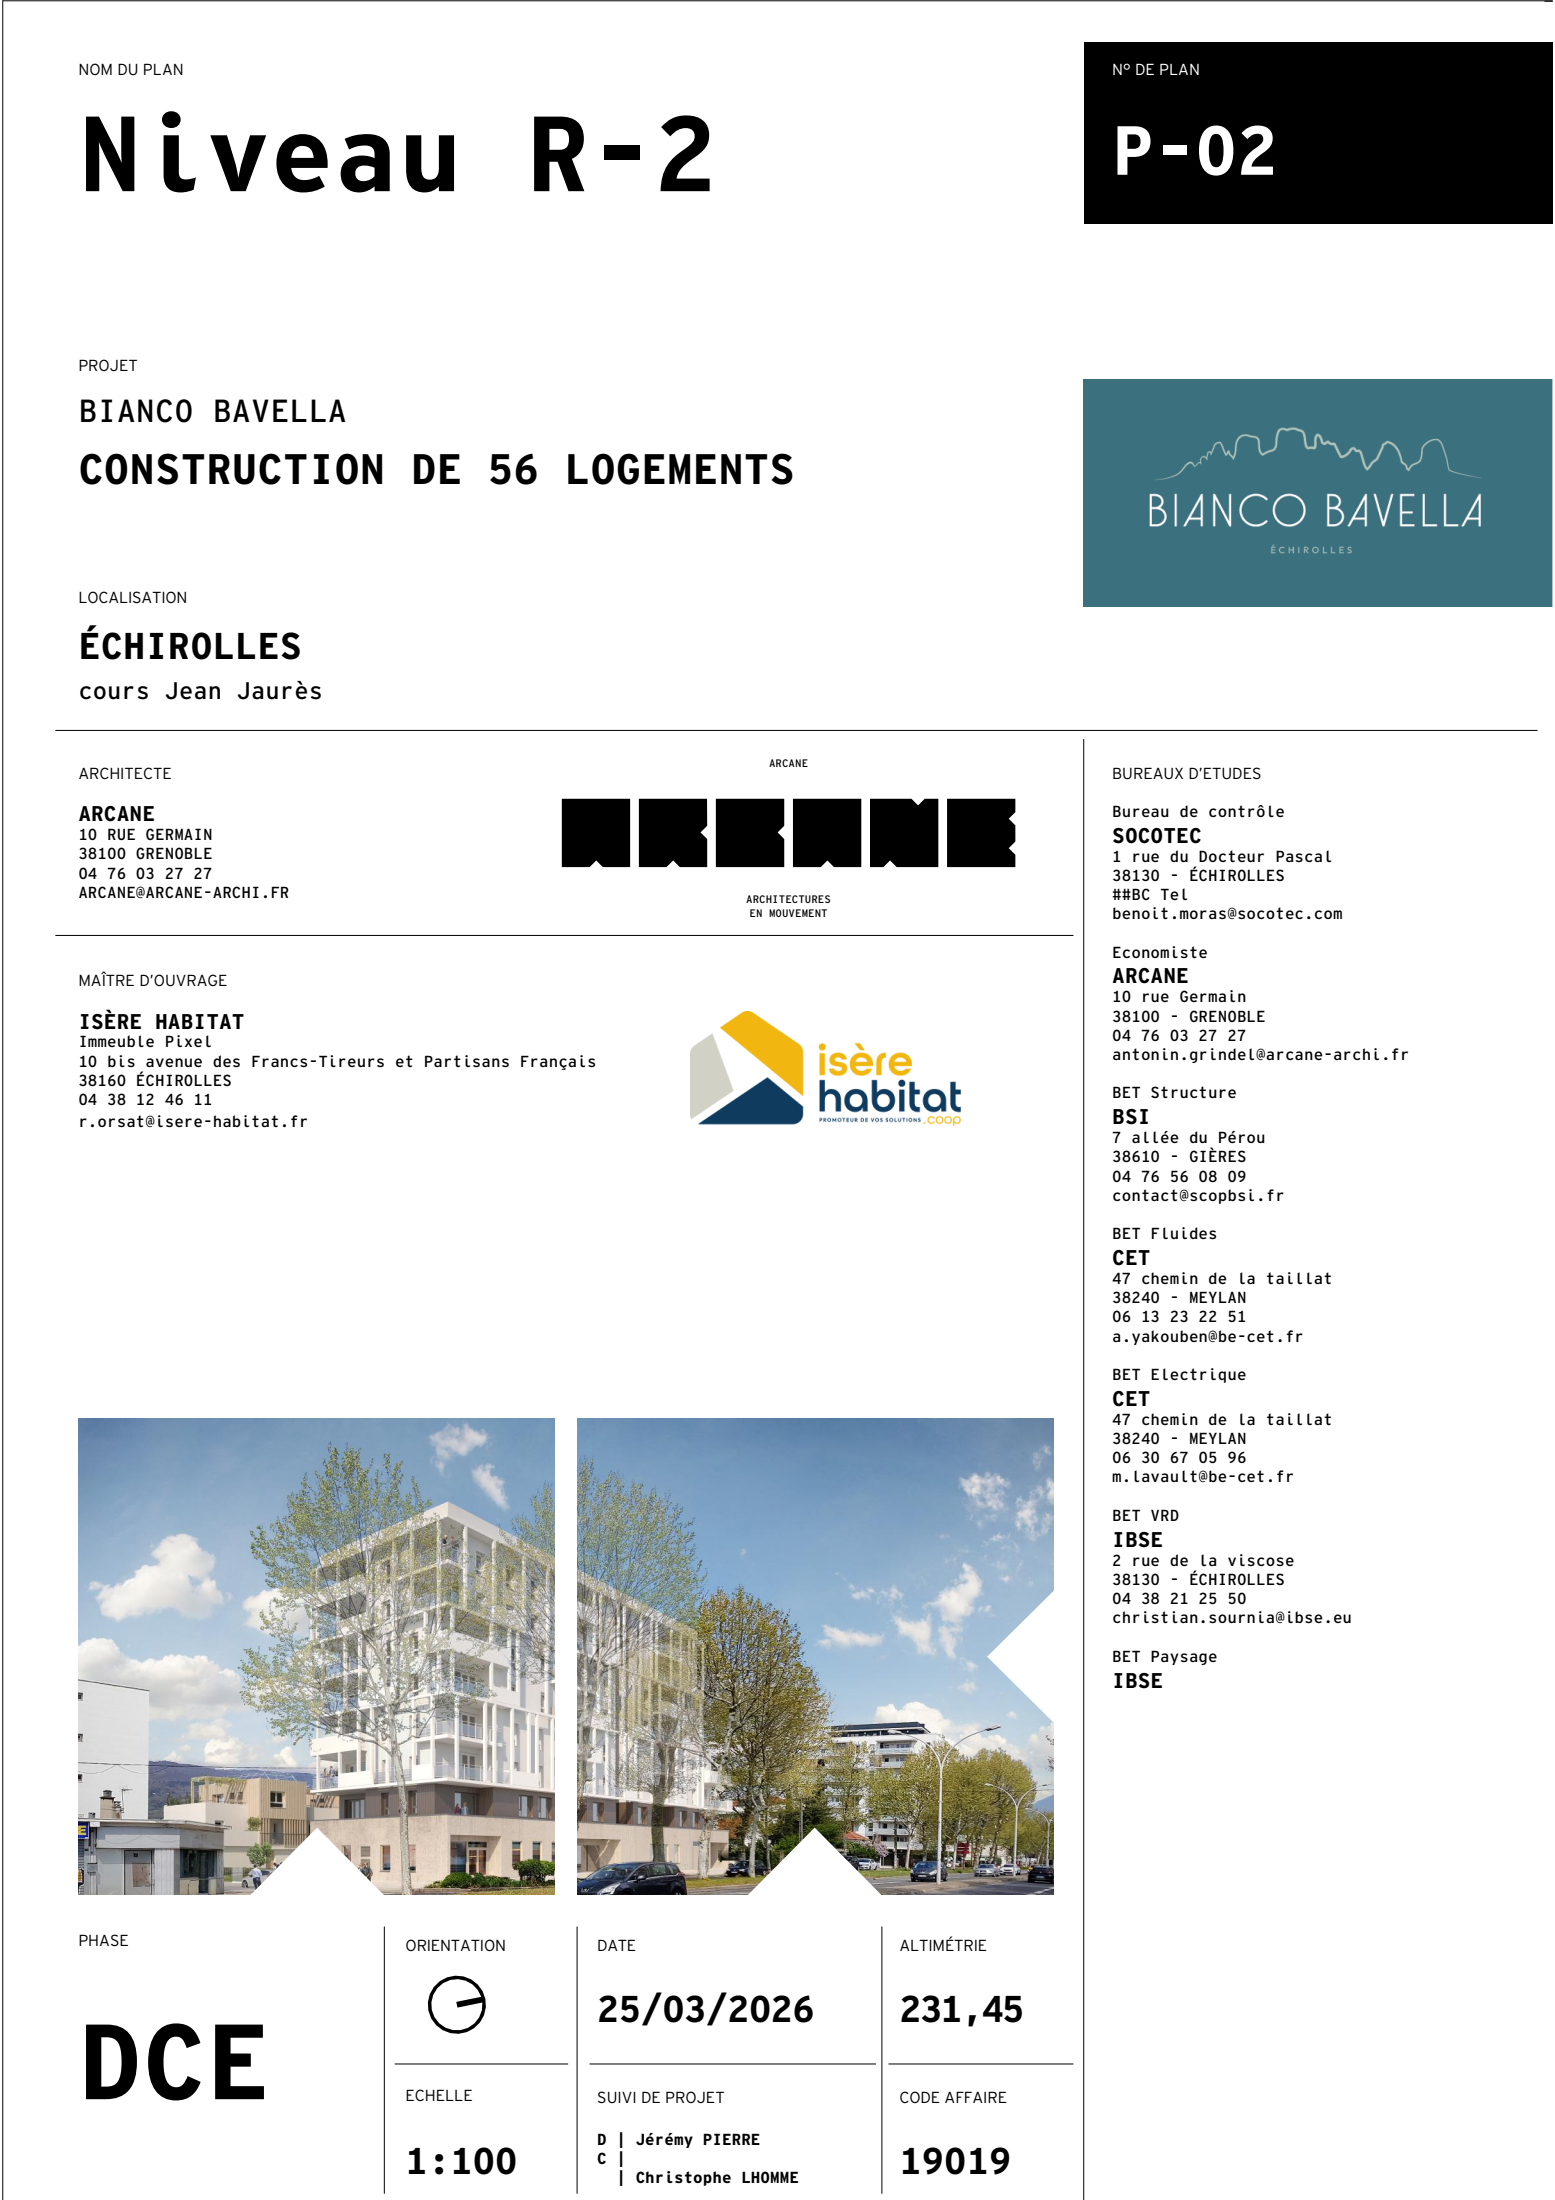 NOM DU PLAN
Niveau R-2
N° DE PLAN
P-02
PROJET
BIANCO BAVELLA
CONSTRUCTION DE 56 LOGEMENTS
BIANCO BAVELLA
ÉCHIROLLES
LOCALISATION
ÉCHIROLLES
cours Jean Jaurès
ARCHITECTE
ARCANE
10 RUE GERMAIN
38100 GRENOBLE
04 76 03 27 27
ARCANE@ARCANE-ARCHI.FR
ARCANE
ARCANE
ARCHITECTURES
EN MOUVEMENT
MAÎTRE D'OUVRAGE
ISÈRE HABITAT
Immeuble Pixel
10 bis avenue des Francs-Tireurs et Partisans Français
38160 ÉCHIROLLES
04 38 12 46 11
r.orsat@isere-habitat.fr
isère
habitat
PROMOTEUR DE VOS SOLUTIONS .coop
BUREAUX D'ETUDES
Bureau de contrôle
SOCOTEC
1 rue du Docteur Pascal
38130 - ÉCHIROLLES
##BC Tel
benoit.moras@socotec.com
Economiste
ARCANE
10 rue Germain
38100 - GRENOBLE
04 76 03 27 27
antonin.grindel@arcane-archi.fr
BET Structure
BSI
7 allée du Pérou
38610 - GIÈRES
04 76 56 08 09
contact@scopbsi.fr
BET Fluides
CET
47 chemin de la taillat
38240 - MEYLAN
06 13 23 22 51
a.yakouben@be-cet.fr
BET Electrique
CET
47 chemin de la taillat
38240 - MEYLAN
06 30 67 05 96
m.lavault@be-cet.fr
BET VRD
IBSE
2 rue de la viscose
38130 - ÉCHIROLLES
04 38 21 25 50
christian.sournia@ibse.eu
BET Paysage
IBSE
PHASE
DCE
ORIENTATION
ECHELLE
1:100
DATE
25/03/2026
SUIVI DE PROJET
D | Jérémy PIERRE
C |
| Christophe LHOMME
ALTIMÉTRIE
231,45
CODE AFFAIRE
19019